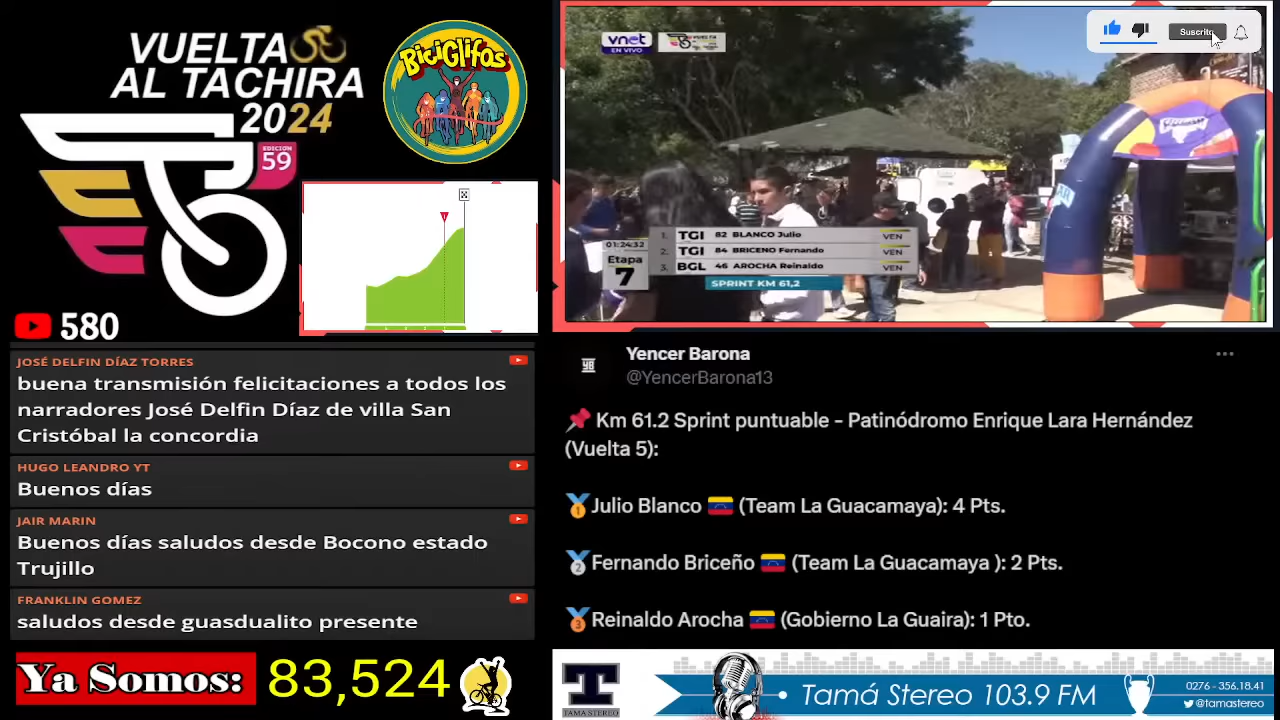 VUELTA
AL TACHIRA
2024
EDICION
59
BiciGlifos
580
JOSÉ DELFIN DÍAZ TORRES
buena transmisión felicitaciones a todos los
narradores José Delfin Díaz de villa San
Cristóbal la concordia
HUGO LEANDRO YT
Buenos días
JAIR MARIN
Buenos días saludos desde Bocono estado
Trujillo
FRANKLIN GOMEZ
saludos desde guasdualito presente
Ya Somos: 83,524
vnet
EN VIVO
Suscrito
01:24:32
Etapa
7
1. TGI 82 BLANCO Julio VEN
2. TGI 84 BRICENO Fernando VEN
3. BGL 46 AROCHA Reinaldo VEN
SPRINT KM 61,2
Yencer Barona
@YencerBarona13
📌 Km 61.2 Sprint puntuable - Patinódromo Enrique Lara Hernández
(Vuelta 5):
🥇Julio Blanco 🇻🇪 (Team La Guacamaya): 4 Pts.
🥈Fernando Briceño 🇻🇪 (Team La Guacamaya ): 2 Pts.
🥉Reinaldo Arocha 🇻🇪 (Gobierno La Guaira): 1 Pto.
TAMÁ STEREO
Tamá Stereo 103.9 FM
0276 - 356.18.41
@tamastereo